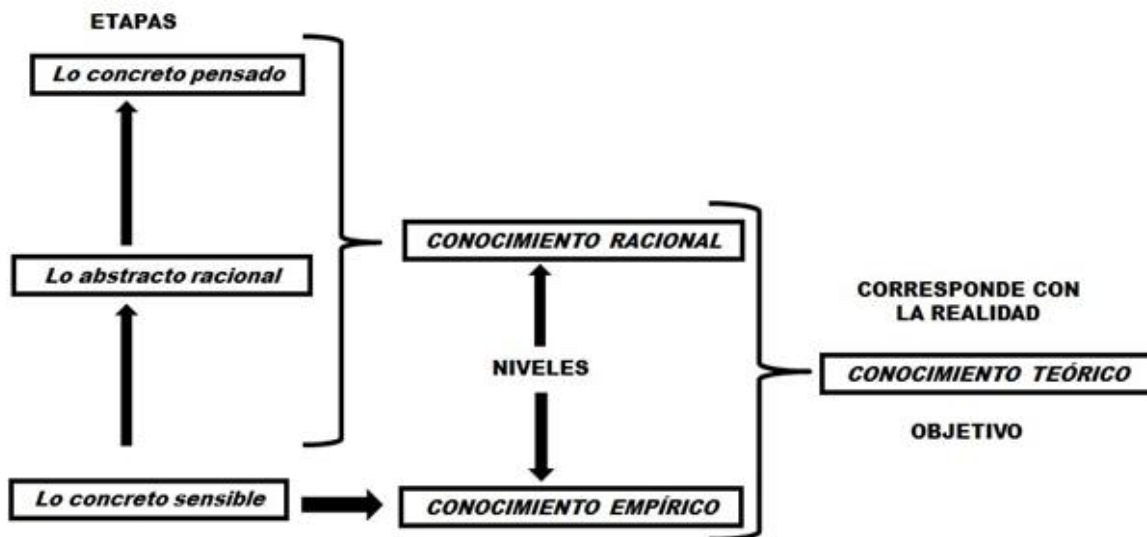 ETAPAS
Lo concreto pensado
Lo abstracto racional
Lo concreto sensible
CONOCIMIENTO RACIONAL
NIVELES
CONOCIMIENTO EMPÍRICO
CORRESPONDE CON
LA REALIDAD
CONOCIMIENTO TEÓRICO
OBJETIVO